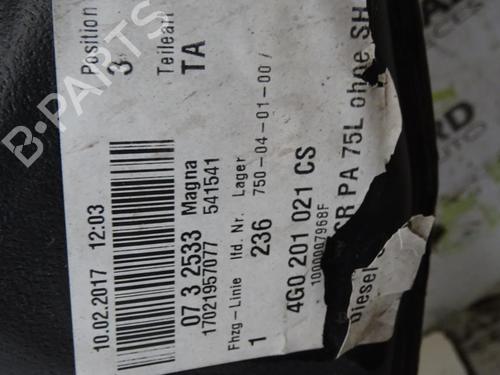 Position
3
Teileart
TA
10.02.2017 12:03
07 3 2533 Magna
17021957077 541541
Fhzg-Linie lfd. Nr. Lager
1 236 750-04-01-00/
4G0 201 021 CS
1000007968F
Diesel
PA 75L ohne SH
B-PARTS